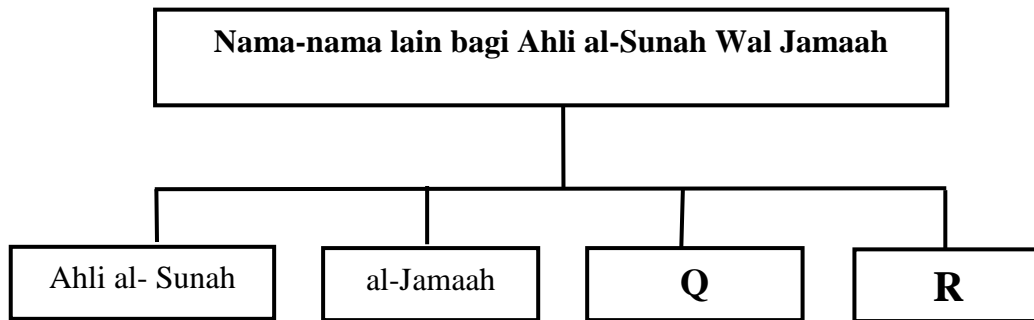 Nama-nama lain bagi Ahli al-Sunah Wal Jamaah
Ahli al- Sunah
al-Jamaah
Q
R